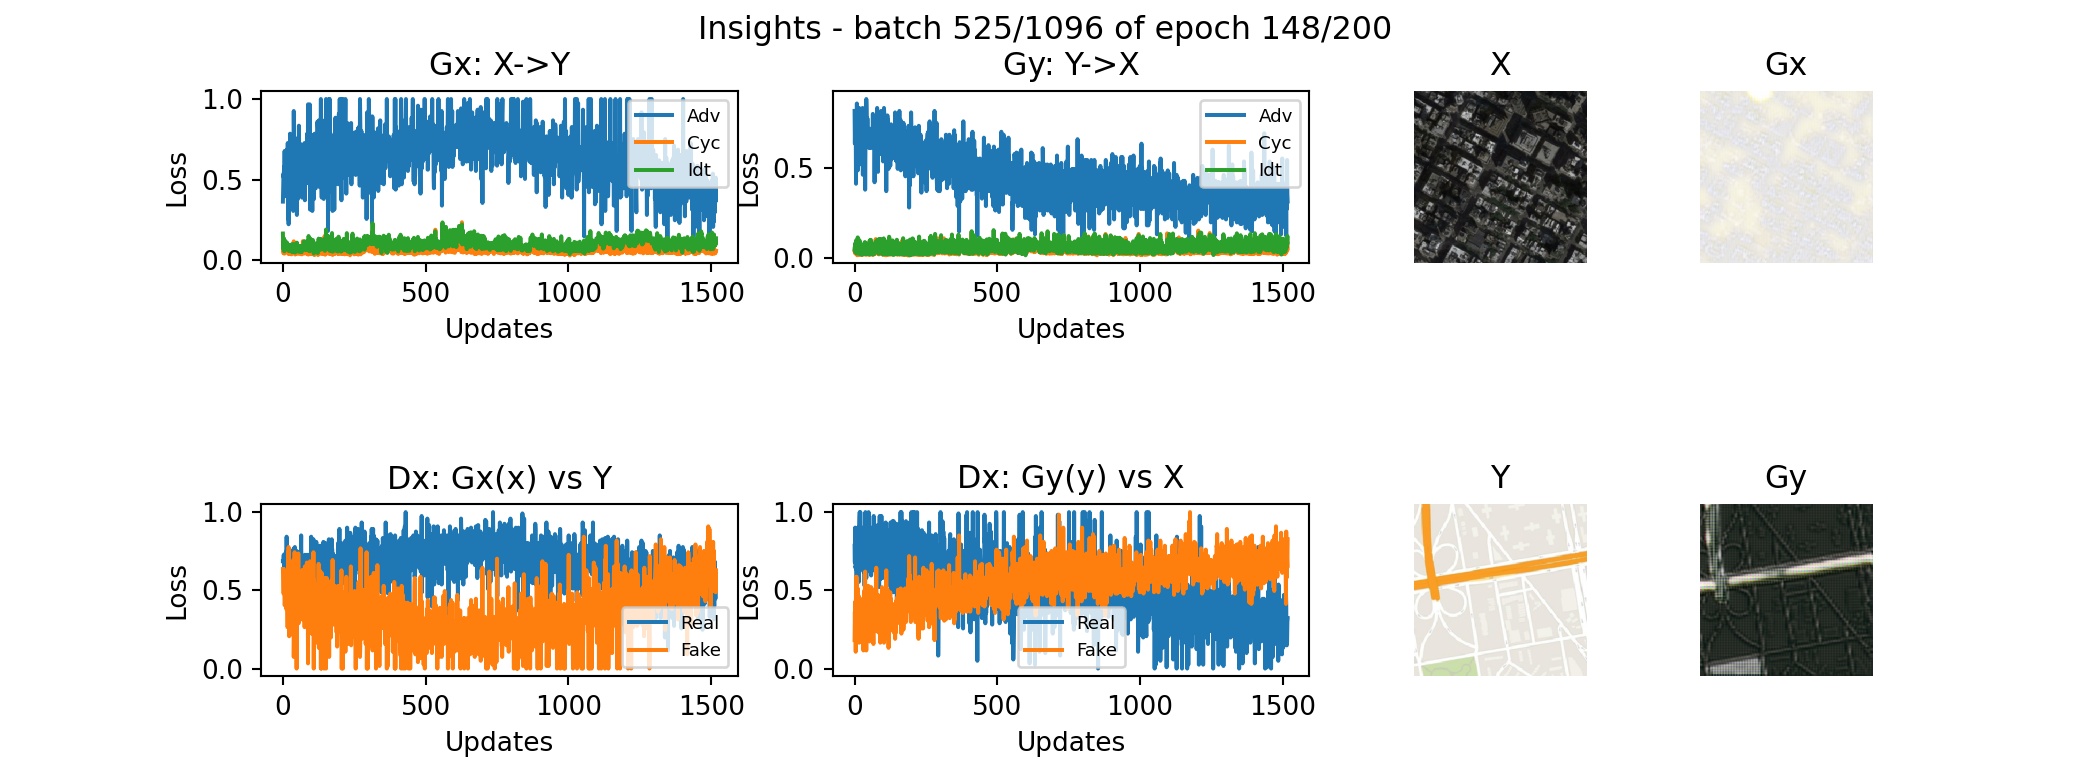 Insights - batch 525/1096 of epoch 148/200
Gx: X->Y
Loss
1.0
0.5
0.0
Adv
Cyc
Idt
0 500 1000 1500
Updates
Gy: Y->X
Loss
0.5
0.0
Adv
Cyc
Idt
0 500 1000 1500
Updates
X
Gx
Dx: Gx(x) vs Y
Loss
1.0
0.5
0.0
Real
Fake
0 500 1000 1500
Updates
Dx: Gy(y) vs X
Loss
1.0
0.5
0.0
Real
Fake
0 500 1000 1500
Updates
Y
Gy